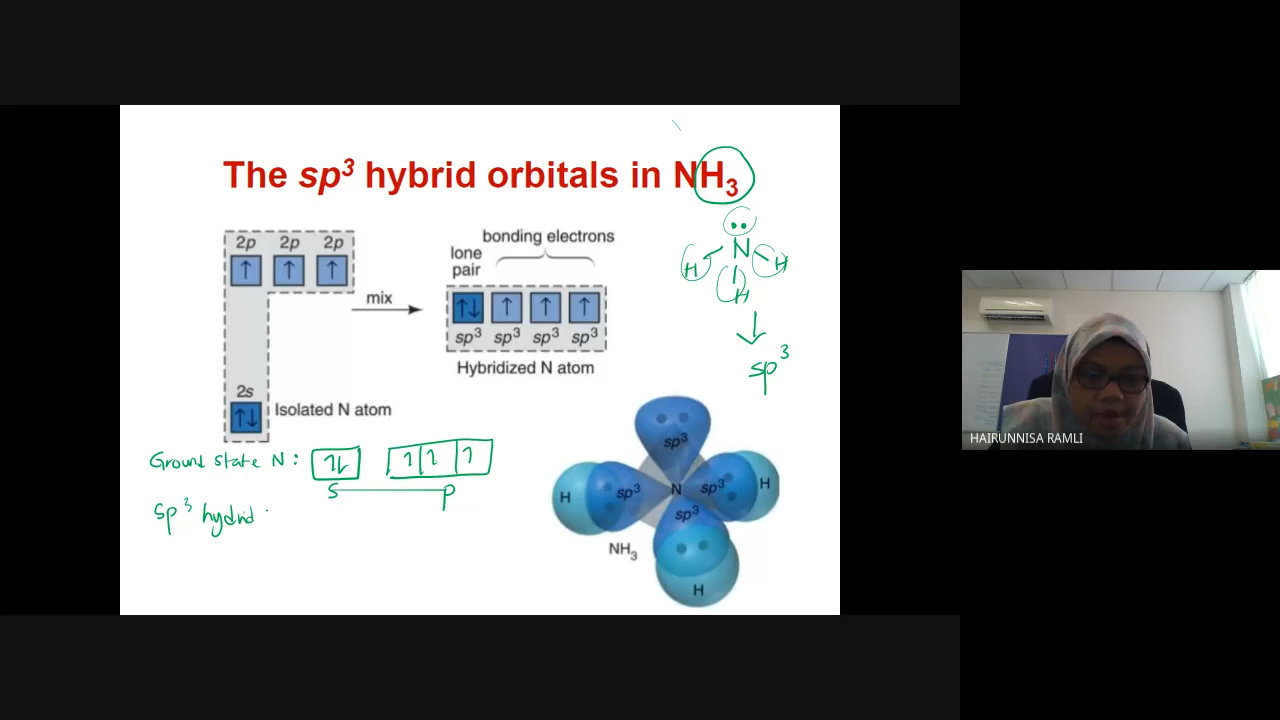 The sp³ hybrid orbitals in NH₃
2p 2p 2p
↑ ↑ ↑
mix
2s
↑↓
Isolated N atom
bonding electrons
lone
pair
↑↓ ↑ ↑ ↑
sp³ sp³ sp³ sp³
Hybridized N atom
N
H H
H
sp³
Ground state N :
↑↓ ↑ ↑ ↑
s p
sp³ hybrid
sp³
H sp³ N sp³ H
sp³
NH₃
H
HAIRUNNISA RAMLI